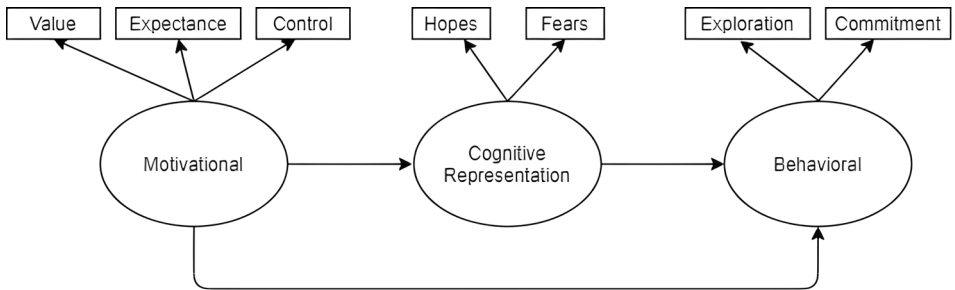 Value
Expectance
Control
Hopes
Fears
Exploration
Commitment
Motivational
Cognitive
Representation
Behavioral